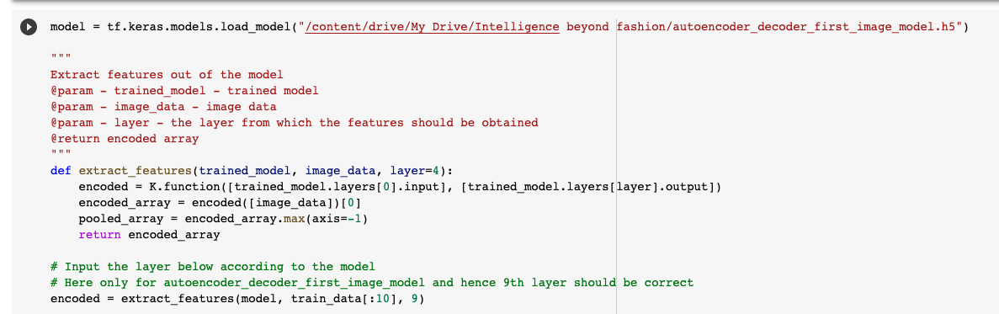 model = tf.keras.models.load_model("/content/drive/My Drive/Intelligence beyond fashion/autoencoder_decoder_first_image_model.h5")
"""
Extract features out of the model
@param - trained_model - trained model
@param - image_data - image data
@param - layer - the layer from which the features should be obtained
@return encoded array
"""
def extract_features(trained_model, image_data, layer=4):
    encoded = K.function([trained_model.layers[0].input], [trained_model.layers[layer].output])
    encoded_array = encoded([image_data])[0]
    pooled_array = encoded_array.max(axis=-1)
    return encoded_array
# Input the layer below according to the model
# Here only for autoencoder_decoder_first_image_model and hence 9th layer should be correct
encoded = extract_features(model, train_data[:10], 9)